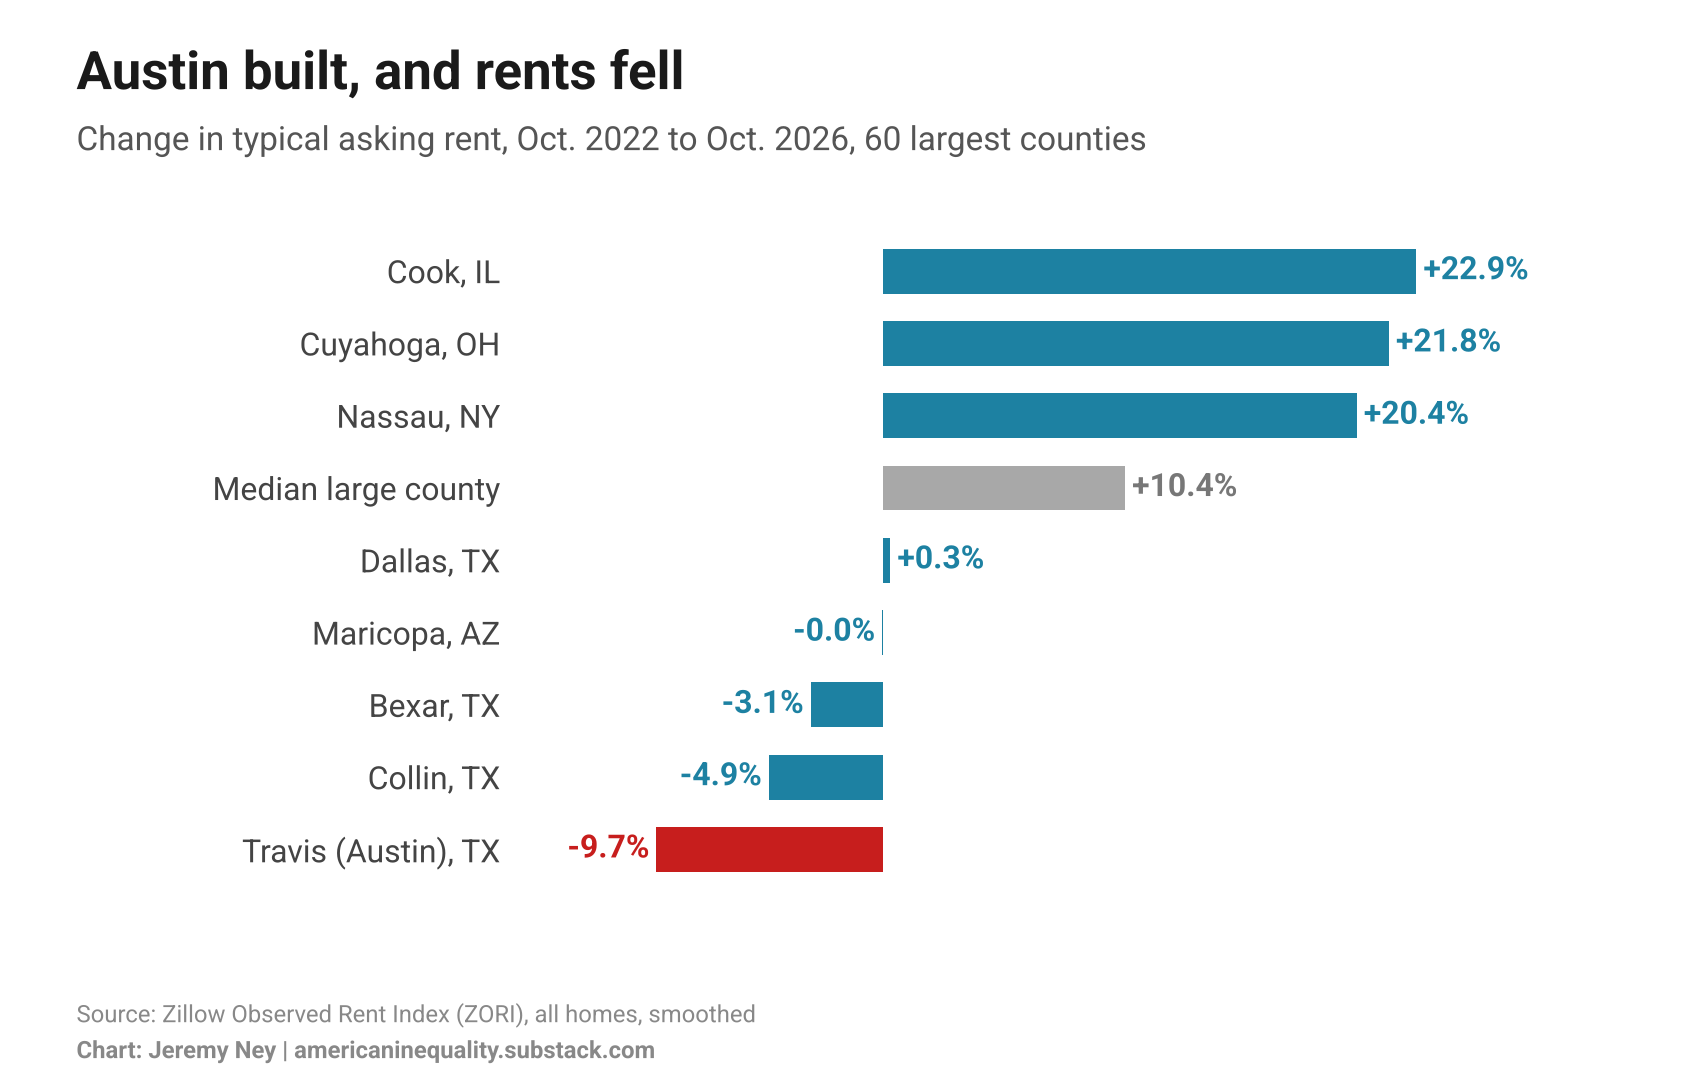 Austin built, and rents fell
Change in typical asking rent, Oct. 2022 to Oct. 2026, 60 largest counties
Cook, IL +22.9%
Cuyahoga, OH +21.8%
Nassau, NY +20.4%
Median large county +10.4%
Dallas, TX +0.3%
Maricopa, AZ -0.0%
Bexar, TX -3.1%
Collin, TX -4.9%
Travis (Austin), TX -9.7%
Source: Zillow Observed Rent Index (ZORI), all homes, smoothed
Chart: Jeremy Ney | americaninequality.substack.com